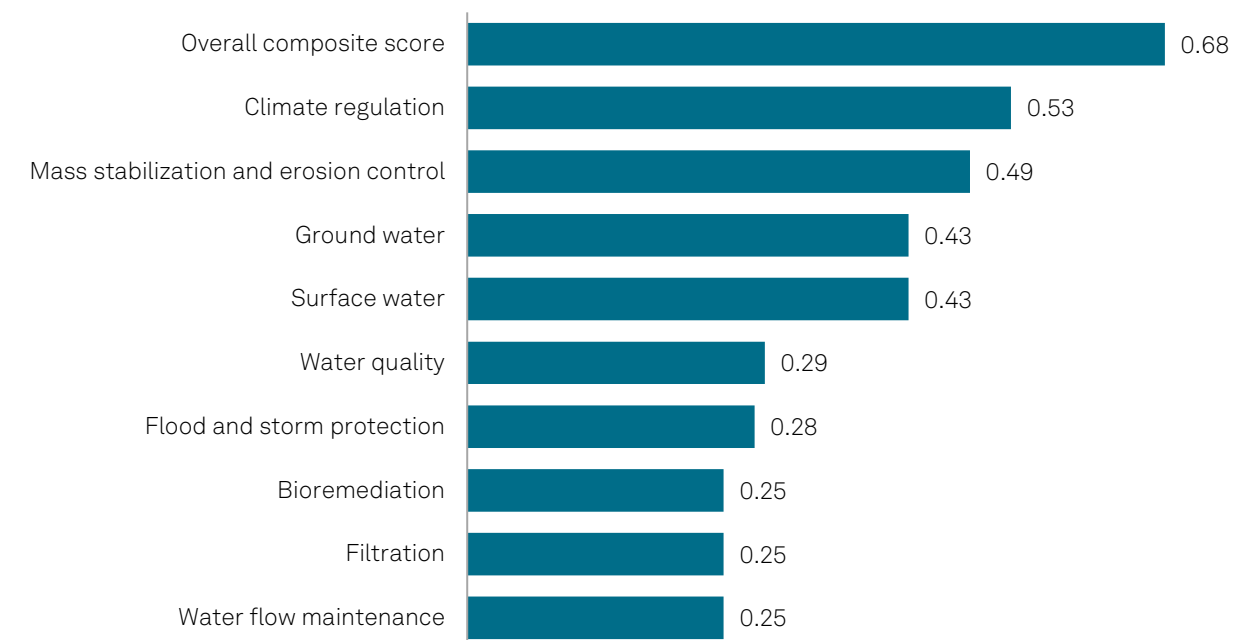 Overall composite score 0.68
Climate regulation 0.53
Mass stabilization and erosion control 0.49
Ground water 0.43
Surface water 0.43
Water quality 0.29
Flood and storm protection 0.28
Bioremediation 0.25
Filtration 0.25
Water flow maintenance 0.25